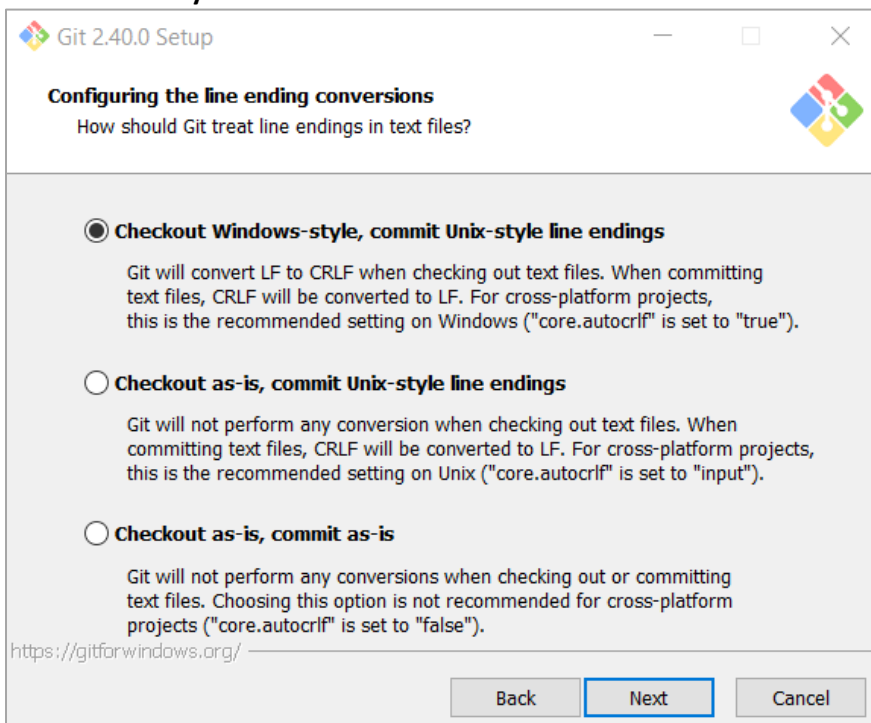 Git 2.40.0 Setup
Configuring the line ending conversions
How should Git treat line endings in text files?
Checkout Windows-style, commit Unix-style line endings
Git will convert LF to CRLF when checking out text files. When committing
text files, CRLF will be converted to LF. For cross-platform projects,
this is the recommended setting on Windows ("core.autocrlf" is set to "true").
Checkout as-is, commit Unix-style line endings
Git will not perform any conversion when checking out text files. When
committing text files, CRLF will be converted to LF. For cross-platform projects,
this is the recommended setting on Unix ("core.autocrlf" is set to "input").
Checkout as-is, commit as-is
Git will not perform any conversions when checking out or committing
text files. Choosing this option is not recommended for cross-platform
projects ("core.autocrlf" is set to "false").
https://gitforwindows.org/
Back Next Cancel